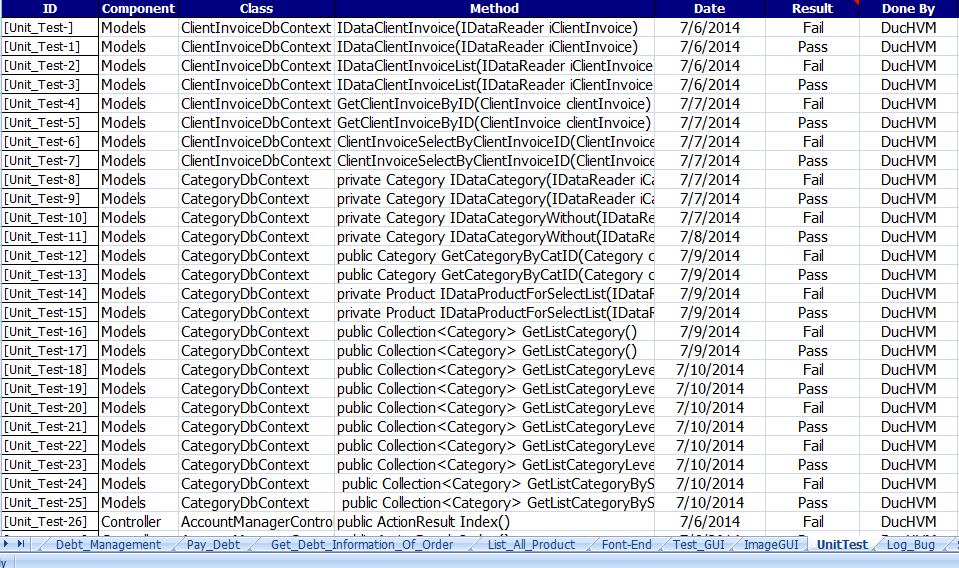 ID Component Class Method Date Result Done By
[Unit_Test-] Models ClientInvoiceDbContext IDataClientInvoice(IDataReader iClientInvoice) 7/6/2014 Fail DucHVM
[Unit_Test-1] Models ClientInvoiceDbContext IDataClientInvoice(IDataReader iClientInvoice) 7/6/2014 Pass DucHVM
[Unit_Test-2] Models ClientInvoiceDbContext IDataClientInvoiceList(IDataReader iClientInvoice 7/6/2014 Fail DucHVM
[Unit_Test-3] Models ClientInvoiceDbContext IDataClientInvoiceList(IDataReader iClientInvoice 7/6/2014 Pass DucHVM
[Unit_Test-4] Models ClientInvoiceDbContext GetClientInvoiceByID(ClientInvoice clientInvoice) 7/7/2014 Fail DucHVM
[Unit_Test-5] Models ClientInvoiceDbContext GetClientInvoiceByID(ClientInvoice clientInvoice) 7/7/2014 Pass DucHVM
[Unit_Test-6] Models ClientInvoiceDbContext ClientInvoiceSelectByClientInvoiceID(ClientInvoice 7/7/2014 Fail DucHVM
[Unit_Test-7] Models ClientInvoiceDbContext ClientInvoiceSelectByClientInvoiceID(ClientInvoice 7/7/2014 Pass DucHVM
[Unit_Test-8] Models CategoryDbContext private Category IDataCategory(IDataReader iCa 7/7/2014 Fail DucHVM
[Unit_Test-9] Models CategoryDbContext private Category IDataCategory(IDataReader iCa 7/7/2014 Pass DucHVM
[Unit_Test-10] Models CategoryDbContext private Category IDataCategoryWithout(IDataRe 7/7/2014 Fail DucHVM
[Unit_Test-11] Models CategoryDbContext private Category IDataCategoryWithout(IDataRe 7/8/2014 Pass DucHVM
[Unit_Test-12] Models CategoryDbContext public Category GetCategoryByCatID(Category c 7/9/2014 Fail DucHVM
[Unit_Test-13] Models CategoryDbContext public Category GetCategoryByCatID(Category c 7/9/2014 Pass DucHVM
[Unit_Test-14] Models CategoryDbContext private Product IDataProductForSelectList(IDataR 7/9/2014 Fail DucHVM
[Unit_Test-15] Models CategoryDbContext private Product IDataProductForSelectList(IDataR 7/9/2014 Pass DucHVM
[Unit_Test-16] Models CategoryDbContext public Collection<Category> GetListCategory() 7/9/2014 Fail DucHVM
[Unit_Test-17] Models CategoryDbContext public Collection<Category> GetListCategory() 7/9/2014 Pass DucHVM
[Unit_Test-18] Models CategoryDbContext public Collection<Category> GetListCategoryLeve 7/10/2014 Fail DucHVM
[Unit_Test-19] Models CategoryDbContext public Collection<Category> GetListCategoryLeve 7/10/2014 Pass DucHVM
[Unit_Test-20] Models CategoryDbContext public Collection<Category> GetListCategoryLeve 7/10/2014 Fail DucHVM
[Unit_Test-21] Models CategoryDbContext public Collection<Category> GetListCategoryLeve 7/10/2014 Pass DucHVM
[Unit_Test-22] Models CategoryDbContext public Collection<Category> GetListCategoryLeve 7/10/2014 Fail DucHVM
[Unit_Test-23] Models CategoryDbContext public Collection<Category> GetListCategoryLeve 7/10/2014 Pass DucHVM
[Unit_Test-24] Models CategoryDbContext public Collection<Category> GetListCategoryByS 7/10/2014 Fail DucHVM
[Unit_Test-25] Models CategoryDbContext public Collection<Category> GetListCategoryByS 7/10/2014 Pass DucHVM
[Unit_Test-26] Controller AccountManagerContro public ActionResult Index() 7/6/2014 Fail DucHVM
Debt_Management Pay_Debt Get_Debt_Information_Of_Order List_All_Product Font-End Test_GUI ImageGUI UnitTest Log_Bug